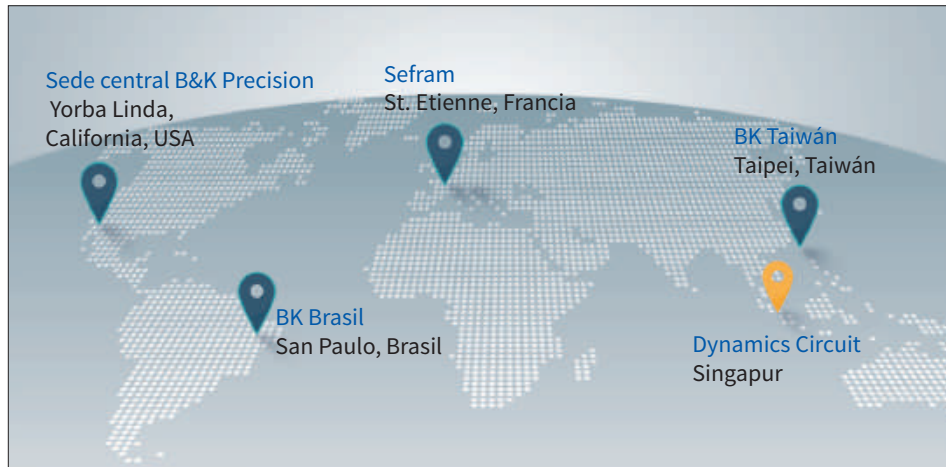 Sede central B&K Precision
Yorba Linda,
California, USA
Sefram
St. Etienne, Francia
BK Taiwán
Taipei, Taiwán
BK Brasil
San Paulo, Brasil
Dynamics Circuit
Singapur